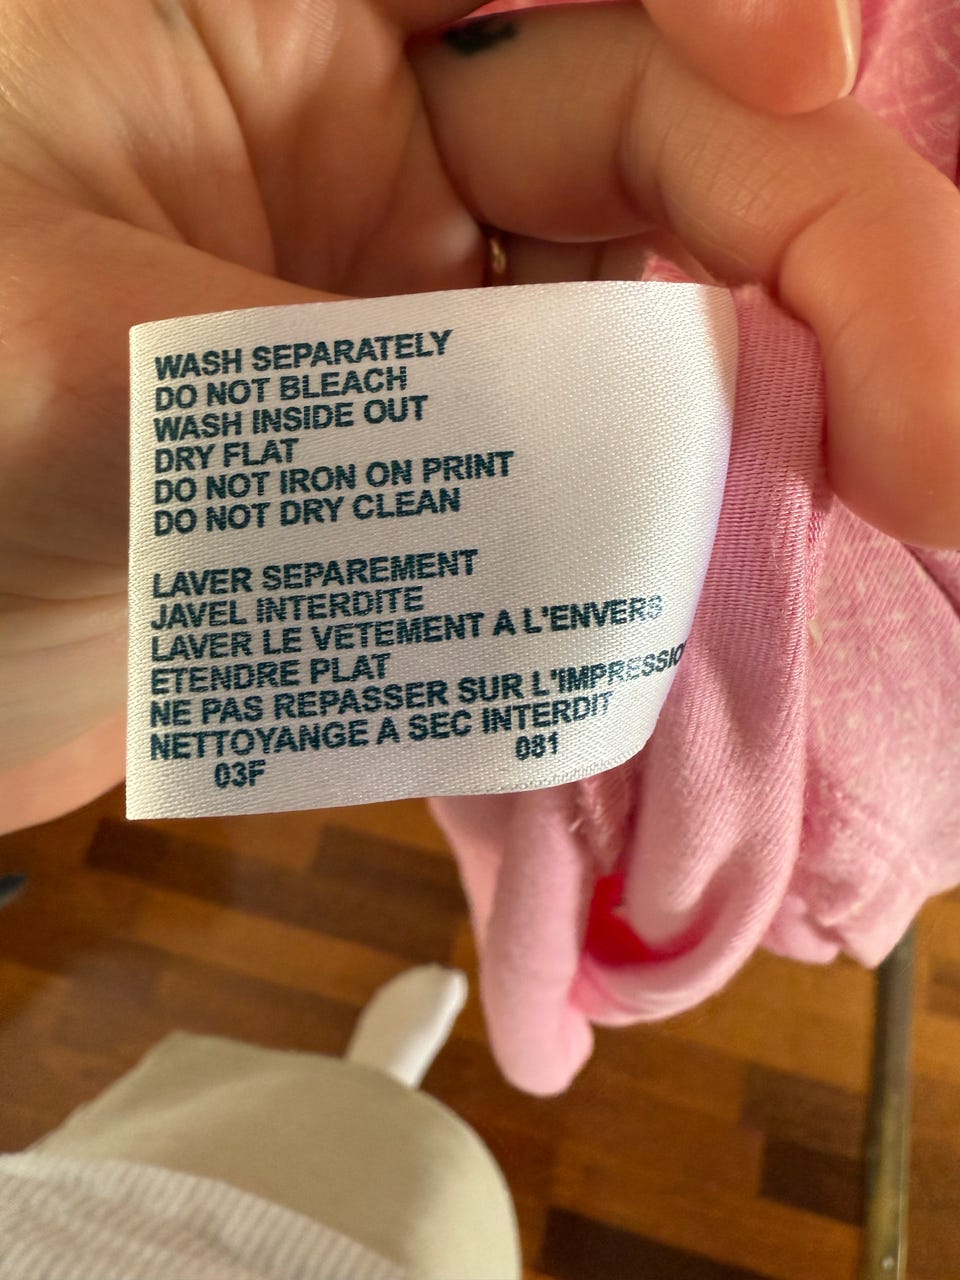 WASH SEPARATELY
DO NOT BLEACH
WASH INSIDE OUT
DRY FLAT
DO NOT IRON ON PRINT
DO NOT DRY CLEAN
LAVER SEPAREMENT
JAVEL INTERDITE
LAVER LE VETEMENT A L'ENVERS
ETENDRE PLAT
NE PAS REPASSER SUR L'IMPRESSIO
NETTOYANGE A SEC INTERDIT
03F 081